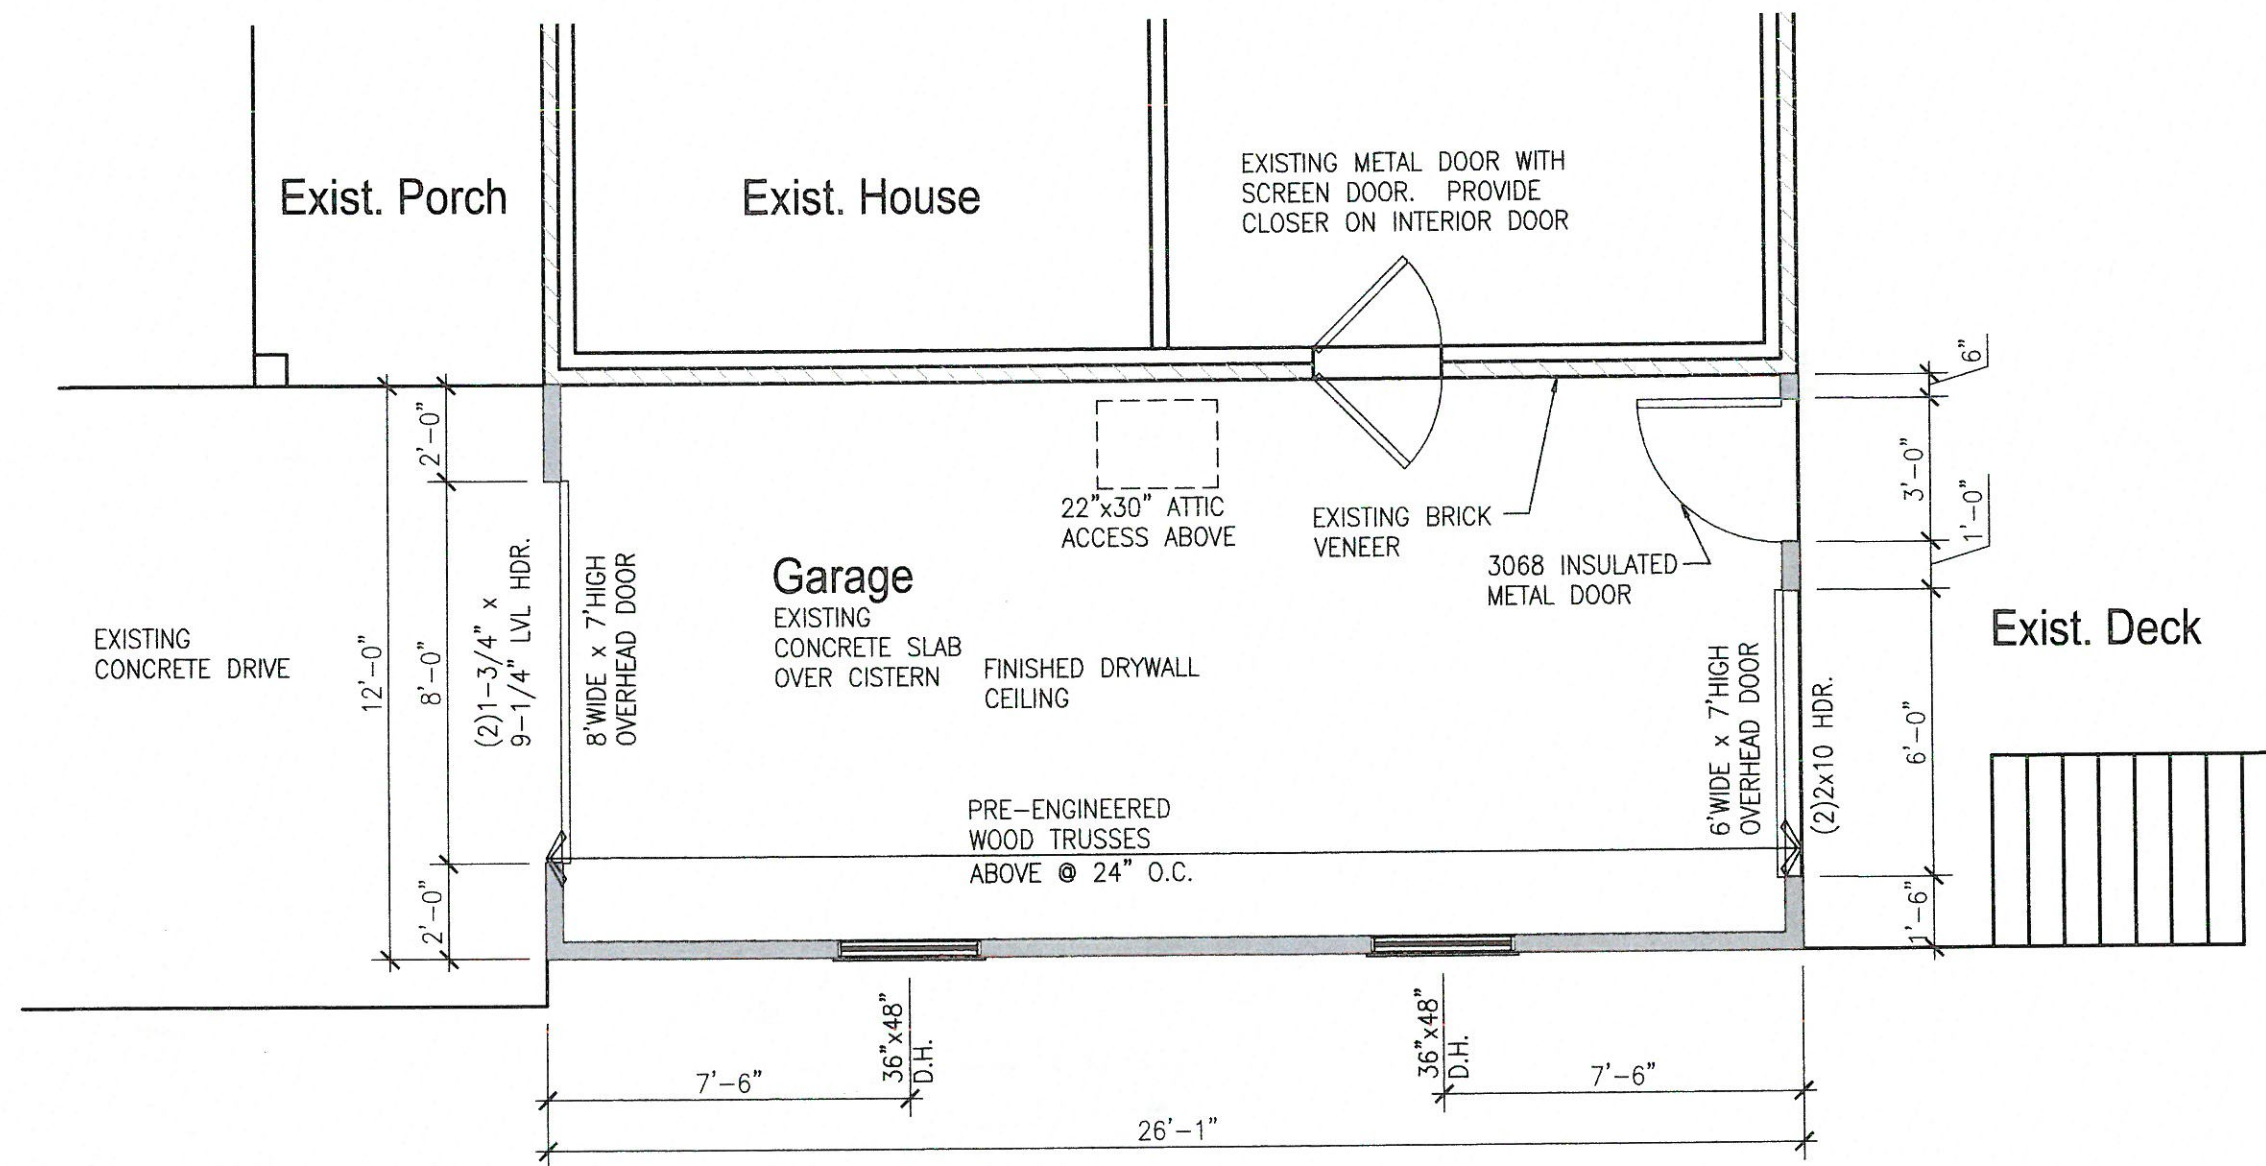 Exist. Porch
Exist. House
EXISTING METAL DOOR WITH
SCREEN DOOR. PROVIDE
CLOSER ON INTERIOR DOOR
6"
2'-0"
3'-0"
1'-0"
22"x30" ATTIC
ACCESS ABOVE
EXISTING BRICK
VENEER
3068 INSULATED
METAL DOOR
Garage
EXISTING
CONCRETE SLAB
OVER CISTERN
FINISHED DRYWALL
CEILING
EXISTING
CONCRETE DRIVE
12'-0"
8'-0"
(2)1-3/4" x
9-1/4" LVL HDR.
8'WIDE x 7'HIGH
OVERHEAD DOOR
6'WIDE x 7'HIGH
OVERHEAD DOOR
(2)2x10 HDR.
6'-0"
Exist. Deck
PRE-ENGINEERED
WOOD TRUSSES
ABOVE @ 24" O.C.
2'-0"
1'-6"
36"x48"
D.H.
36"x48"
D.H.
7'-6"
7'-6"
26'-1"